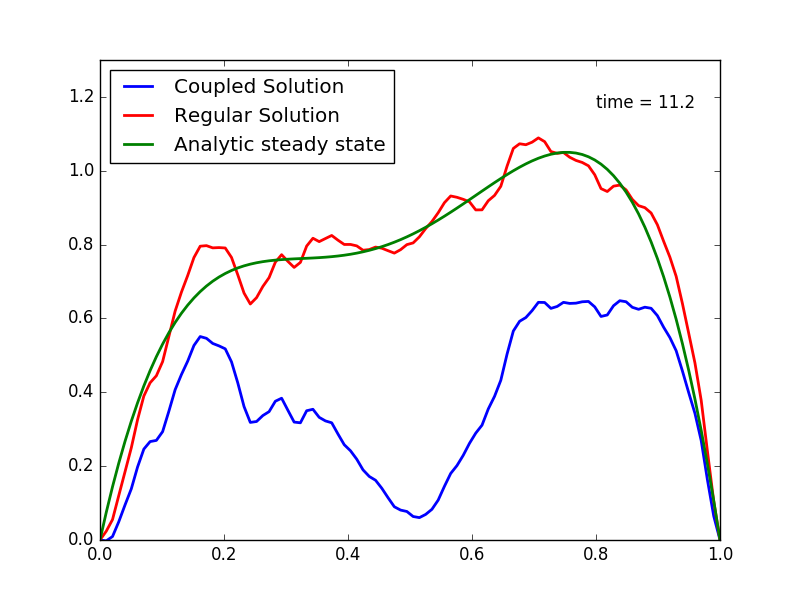 Coupled Solution
Regular Solution
Analytic steady state
time = 11.2
1.2
1.0
0.8
0.6
0.4
0.2
0.0
0.0 0.2 0.4 0.6 0.8 1.0